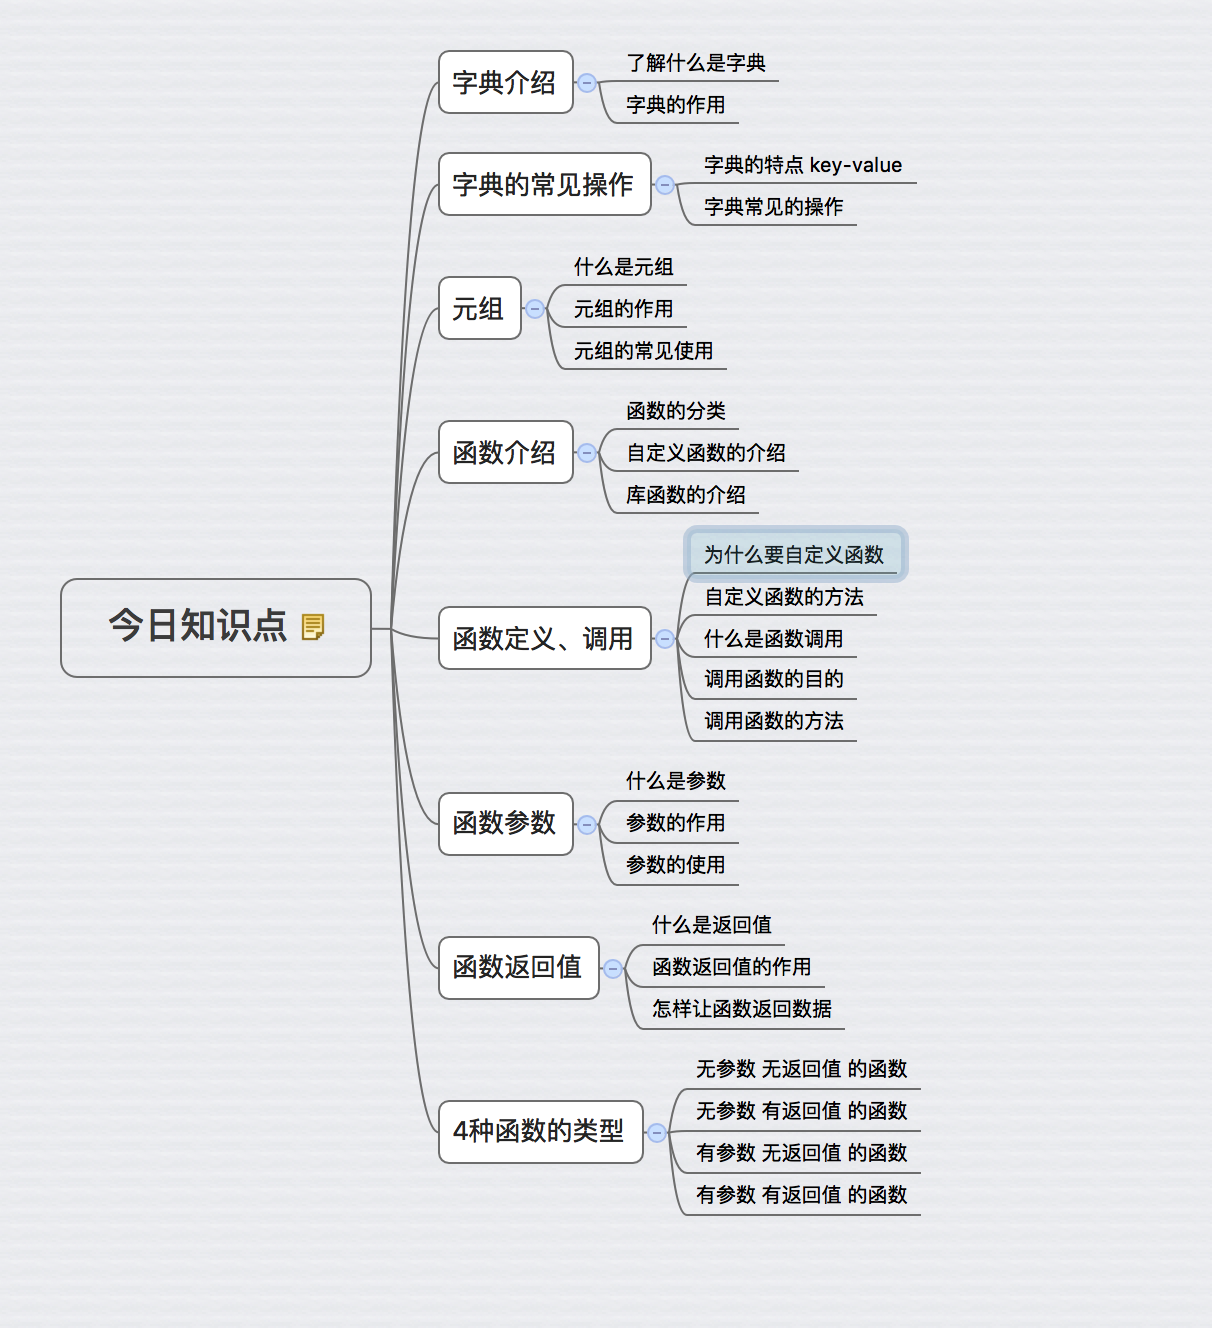 今日知识点
字典介绍
了解什么是字典
字典的作用
字典的常见操作
字典的特点 key-value
字典常见的操作
元组
什么是元组
元组的作用
元组的常见使用
函数介绍
函数的分类
自定义函数的介绍
库函数的介绍
函数定义、调用
为什么要自定义函数
自定义函数的方法
什么是函数调用
调用函数的目的
调用函数的方法
函数参数
什么是参数
参数的作用
参数的使用
函数返回值
什么是返回值
函数返回值的作用
怎样让函数返回数据
4种函数的类型
无参数 无返回值 的函数
无参数 有返回值 的函数
有参数 无返回值 的函数
有参数 有返回值 的函数